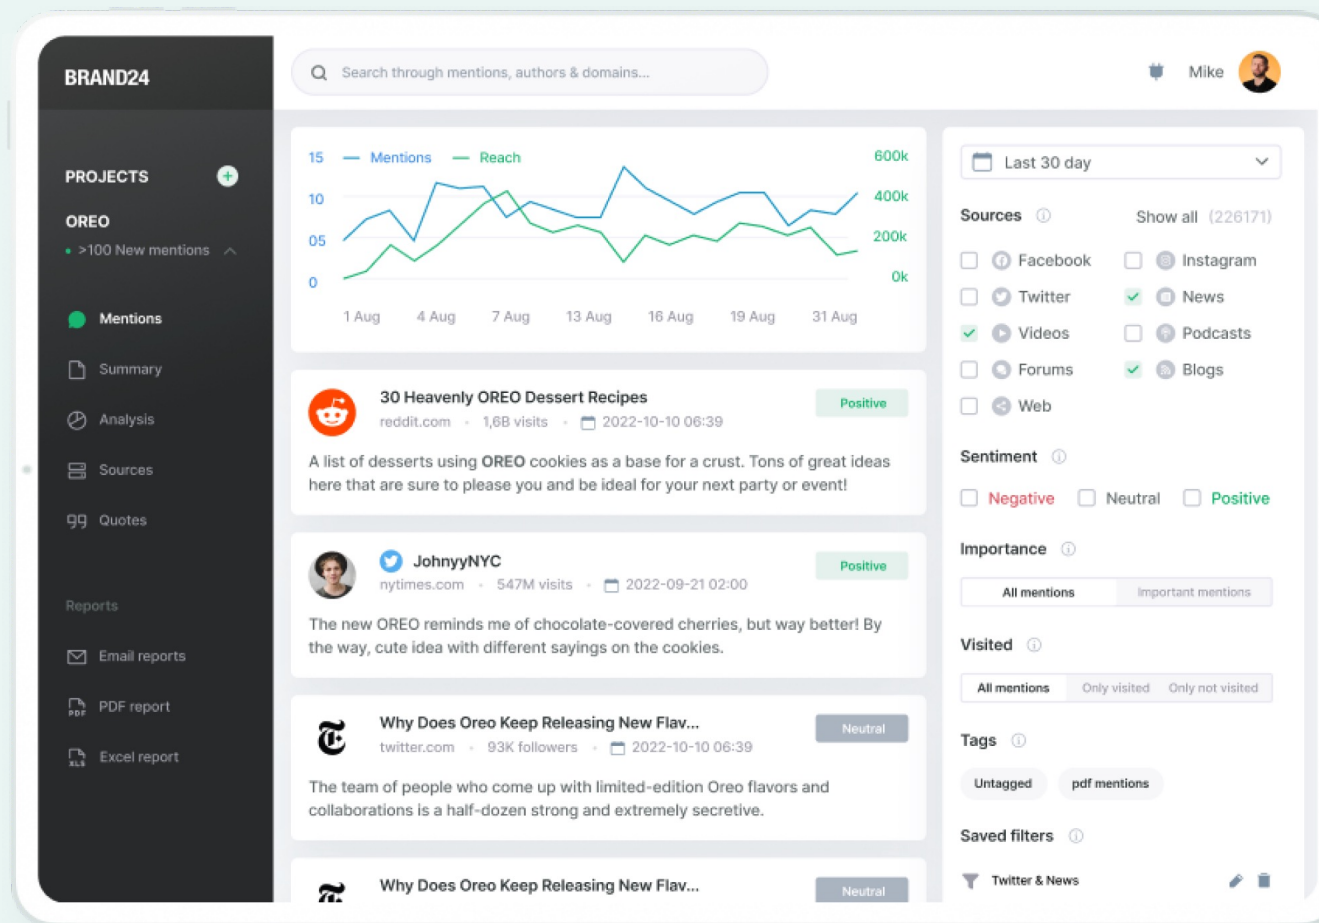 BRAND24
Search through mentions, authors & domains...
Mike
PROJECTS
OREO
>100 New mentions
Mentions
Summary
Analysis
Sources
Quotes
Reports
Email reports
PDF
PDF report
XLS
Excel report
15 Mentions Reach 600k
10 400k
05 200k
0 0k
1 Aug 4 Aug 7 Aug 13 Aug 16 Aug 19 Aug 31 Aug
30 Heavenly OREO Dessert Recipes
Positive
reddit.com • 1,6B visits • 2022-10-10 06:39
A list of desserts using OREO cookies as a base for a crust. Tons of great ideas
here that are sure to please you and be ideal for your next party or event!
JohnyyNYC
Positive
nytimes.com • 547M visits • 2022-09-21 02:00
The new OREO reminds me of chocolate-covered cherries, but way better! By
the way, cute idea with different sayings on the cookies.
Why Does Oreo Keep Releasing New Flav...
Neutral
twitter.com • 93K followers • 2022-10-10 06:39
The team of people who come up with limited-edition Oreo flavors and
collaborations is a half-dozen strong and extremely secretive.
Why Does Oreo Keep Releasing New Flav...
Neutral
Last 30 day
Sources Show all (226171)
Facebook Instagram
Twitter News
Videos Podcasts
Forums Blogs
Web
Sentiment
Negative Neutral Positive
Importance
All mentions Important mentions
Visited
All mentions Only visited Only not visited
Tags
Untagged pdf mentions
Saved filters
Twitter & News